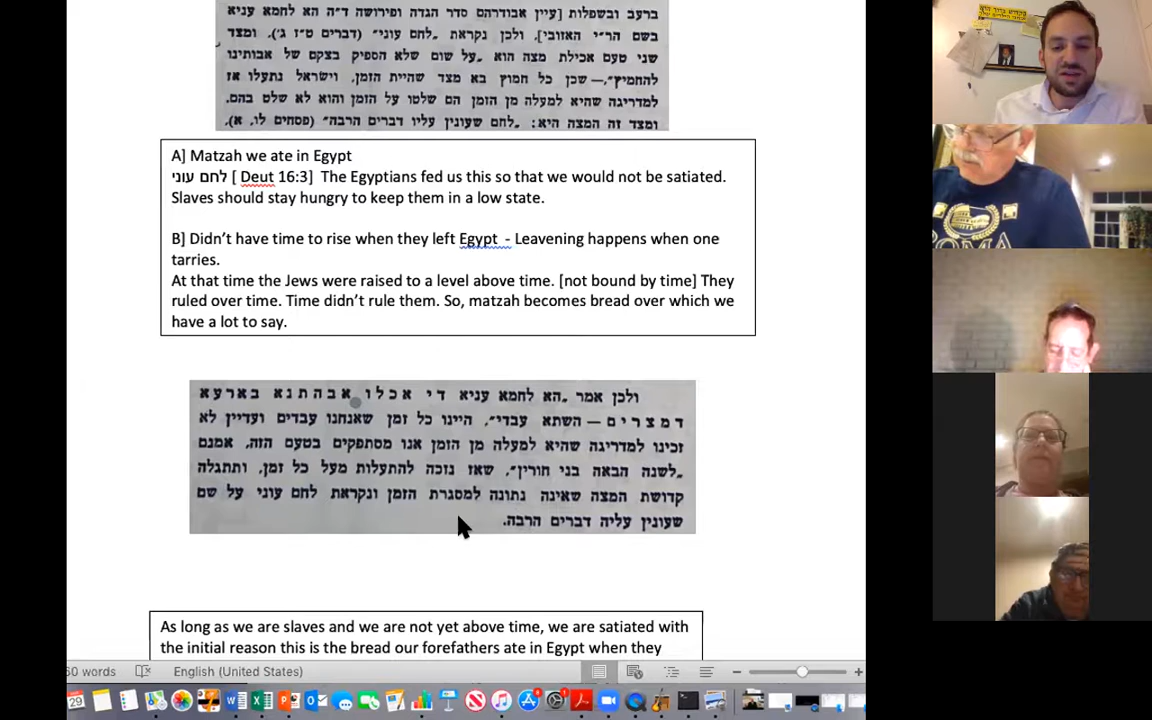 ברעב ובשפלות [עיין אבודרהם סדר הגדה ופירושה ד"ה הא לחמא עניא
בשם הר"י האזובי], ולכן נקראת „לחם עוני" (דברים ט"ז ג'). ומצד
שני טעם אכילת מצה הוא „על שום שלא הספיק בצקם של אבותינו
להחמיץ",—שכן כל חמוץ בא מצד שהיית הזמן, וישראל נתעלו אז
למדריגה שהיא למעלה מן הזמן הם שלטו על הזמן והוא לא שלט בהם,
ומצד זה המצה היא: „לחם שעונין עליו דברים הרבה" (פסחים לו, א).
A] Matzah we ate in Egypt
לחם עוני [ Deut 16:3] The Egyptians fed us this so that we would not be satiated.
Slaves should stay hungry to keep them in a low state.
B] Didn't have time to rise when they left Egypt - Leavening happens when one
tarries.
At that time the Jews were raised to a level above time. [not bound by time] They
ruled over time. Time didn't rule them. So, matzah becomes bread over which we
have a lot to say.
ולכן אמר „הא לחמא עניא די אכלו אבהתנא בארעא
דמצרים — השתא עבדי", היינו כל זמן שאנחנו עבדים ועדיין לא
זכינו למדריגה שהיא למעלה מן הזמן אנו מסתפקים בטעם הזה, אמנם
„לשנה הבאה בני חורין", שאז נזכה להתעלות מעל כל זמן, ותתגלה
קדושת המצה שאינה נתונה למסגרת הזמן ונקראת לחם עוני על שם
שעונין עליה דברים הרבה.
As long as we are slaves and we are not yet above time, we are satiated with
the initial reason this is the bread our forefathers ate in Egypt when they
60 words English (United States)
29